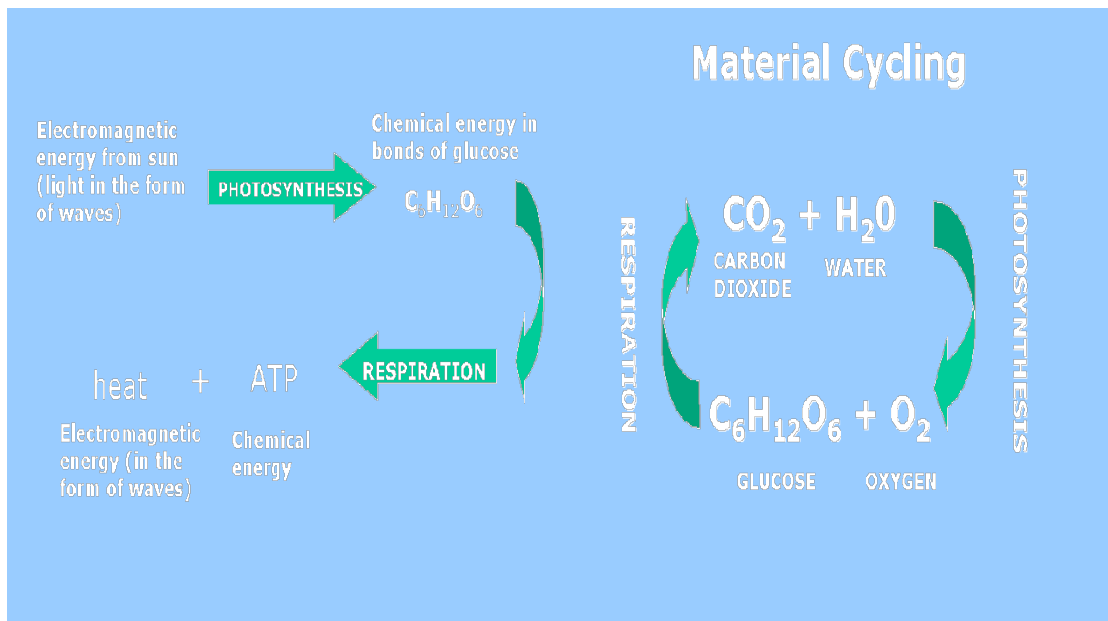 Material Cycling
Electromagnetic
energy from sun
(light in the form
of waves)
PHOTOSYNTHESIS
Chemical energy in
bonds of glucose
C₆H₁₂O₆
RESPIRATION
heat + ATP
Electromagnetic
energy (in the
form of waves)
Chemical
energy
RESPIRATION
CO₂ + H₂0
CARBON
DIOXIDE
WATER
PHOTOSYNTHESIS
C₆H₁₂O₆ + O₂
GLUCOSE
OXYGEN